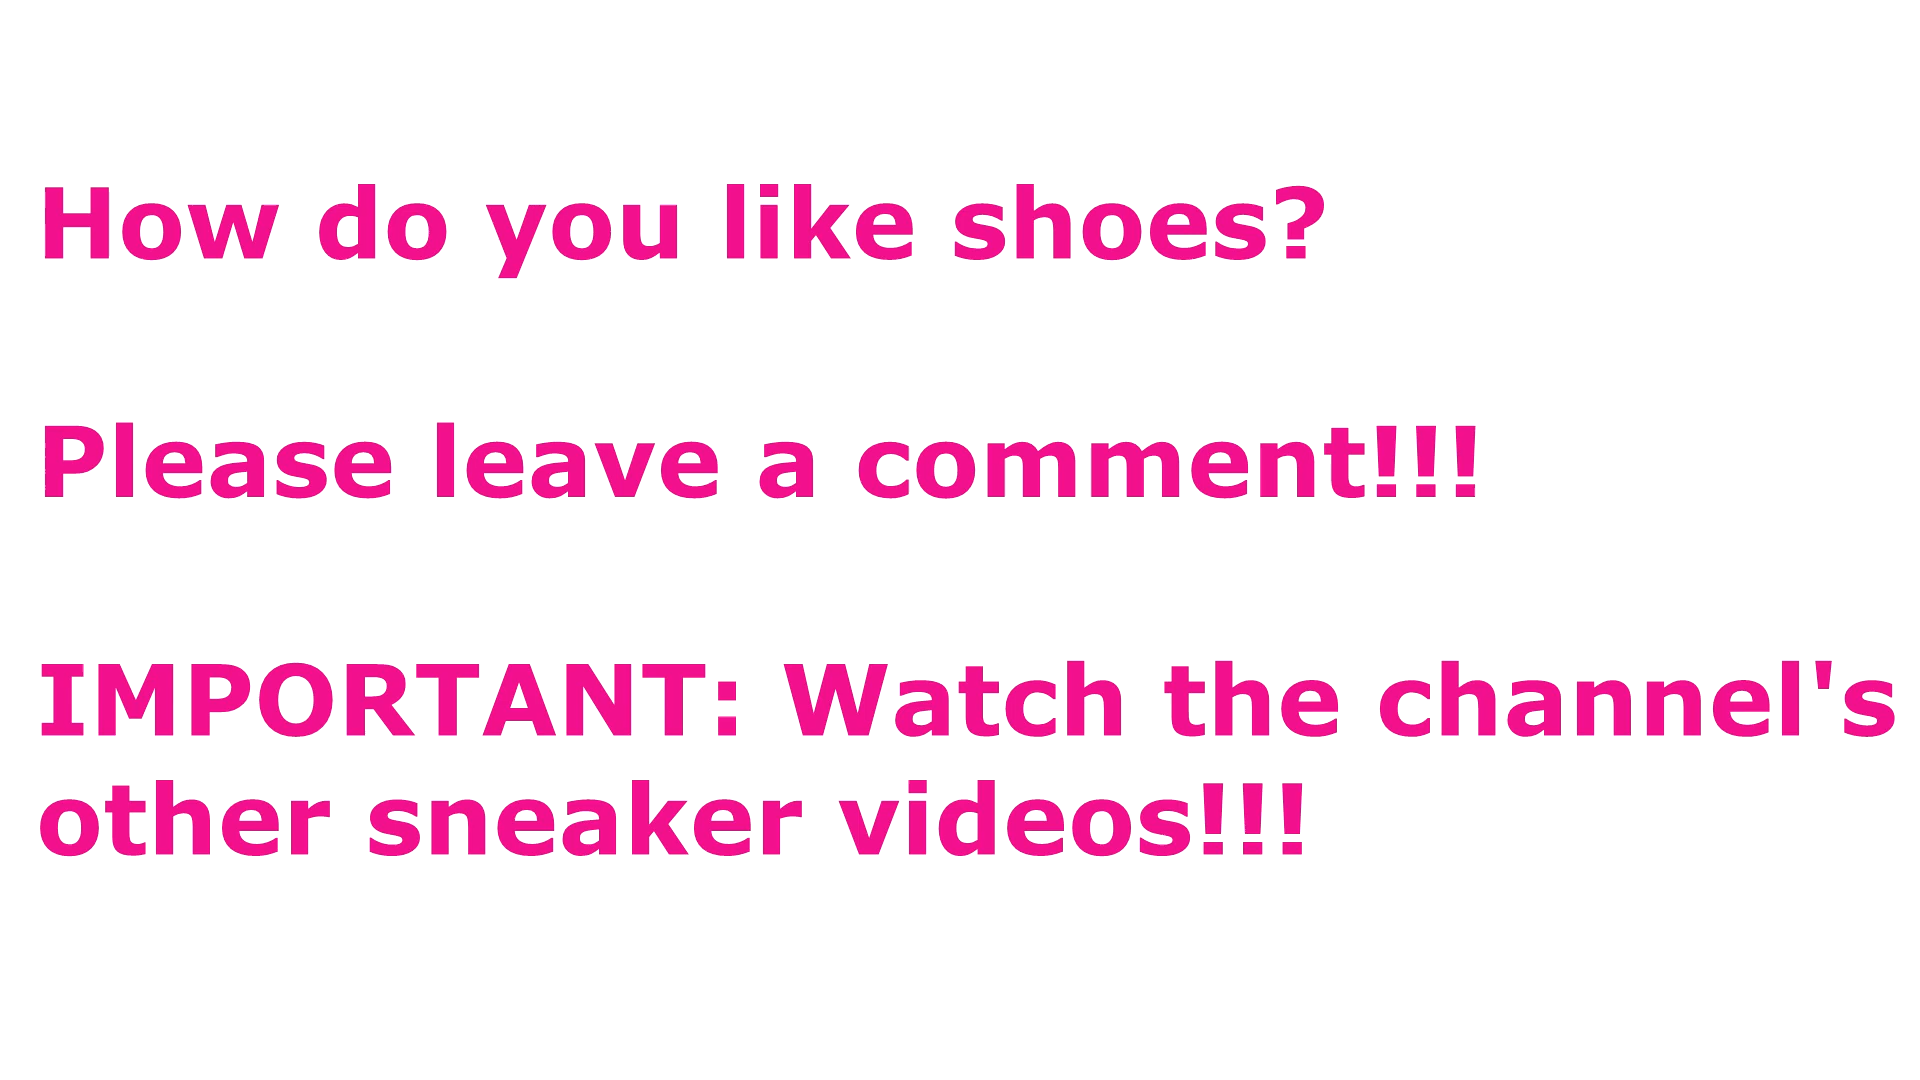 How do you like shoes?
Please leave a comment!!!
IMPORTANT: Watch the channel's
other sneaker videos!!!